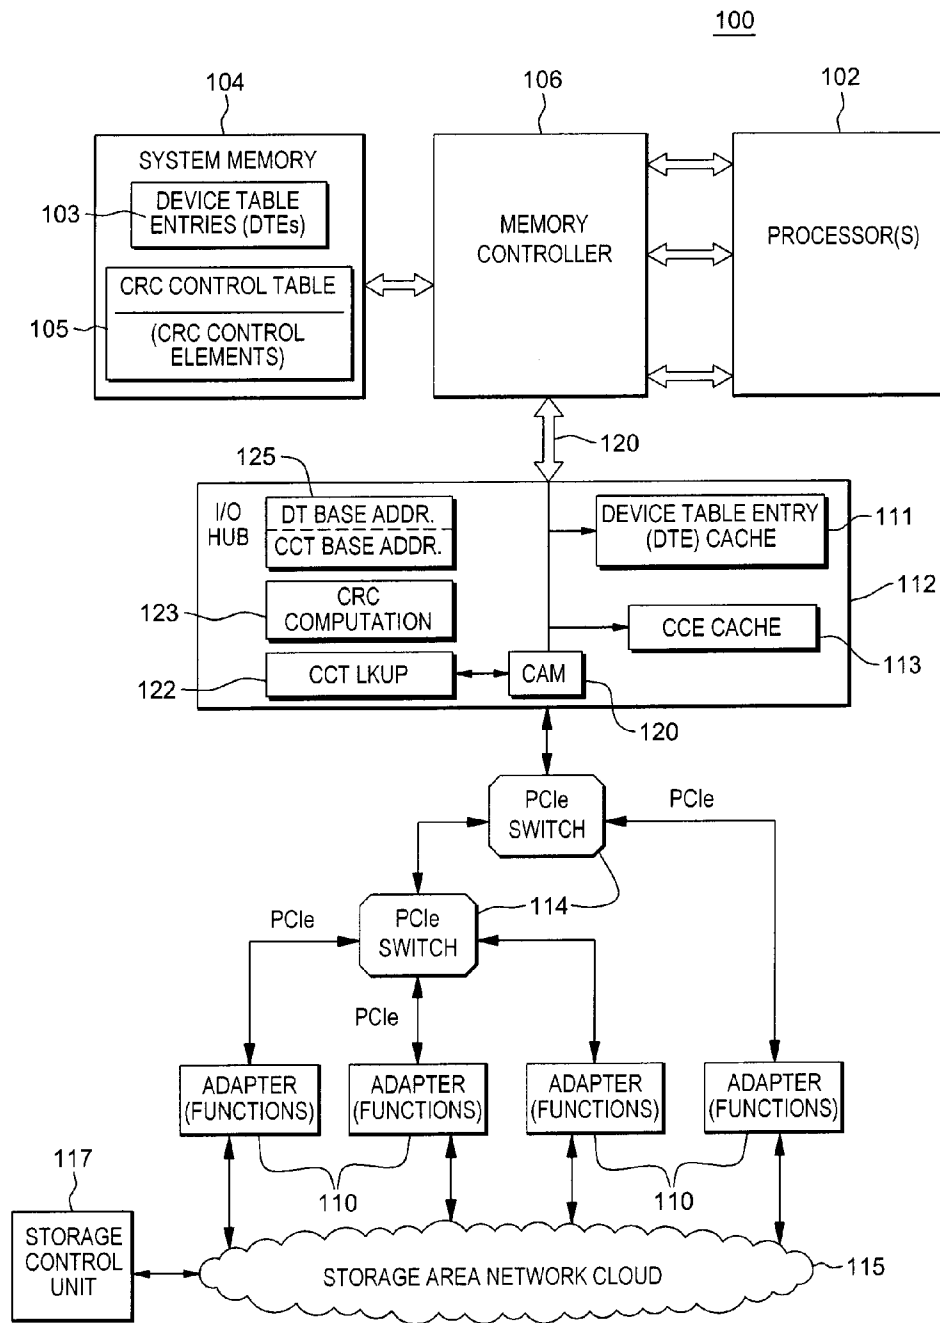 100
104
106
102
SYSTEM MEMORY
DEVICE TABLE
ENTRIES (DTEs)
103
CRC CONTROL TABLE
(CRC CONTROL
ELEMENTS)
105
MEMORY
CONTROLLER
PROCESSOR(S)
120
125
I/O
HUB
DT BASE ADDR.
CCT BASE ADDR.
DEVICE TABLE ENTRY
(DTE) CACHE
111
112
CRC
COMPUTATION
123
CCE CACHE
113
CCT LKUP
122
CAM
120
PCIe
SWITCH
PCIe
114
PCIe
SWITCH
PCIe
PCIe
ADAPTER
(FUNCTIONS)
ADAPTER
(FUNCTIONS)
ADAPTER
(FUNCTIONS)
ADAPTER
(FUNCTIONS)
110
110
117
STORAGE
CONTROL
UNIT
STORAGE AREA NETWORK CLOUD
115